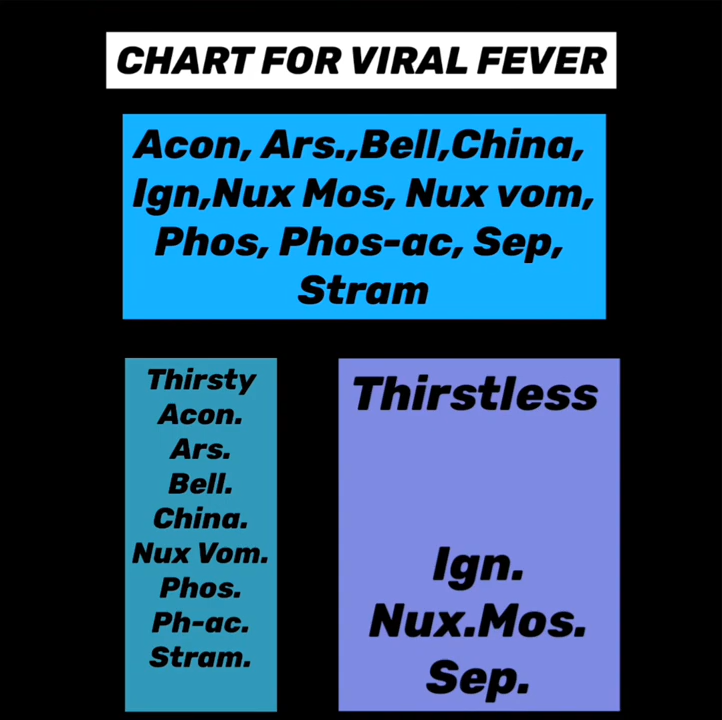 CHART FOR VIRAL FEVER
Acon, Ars.,Bell,China,
Ign,Nux Mos, Nux vom,
Phos, Phos-ac, Sep,
Stram
Thirsty
Acon.
Ars.
Bell.
China.
Nux Vom.
Phos.
Ph-ac.
Stram.
Thirstless
Ign.
Nux.Mos.
Sep.